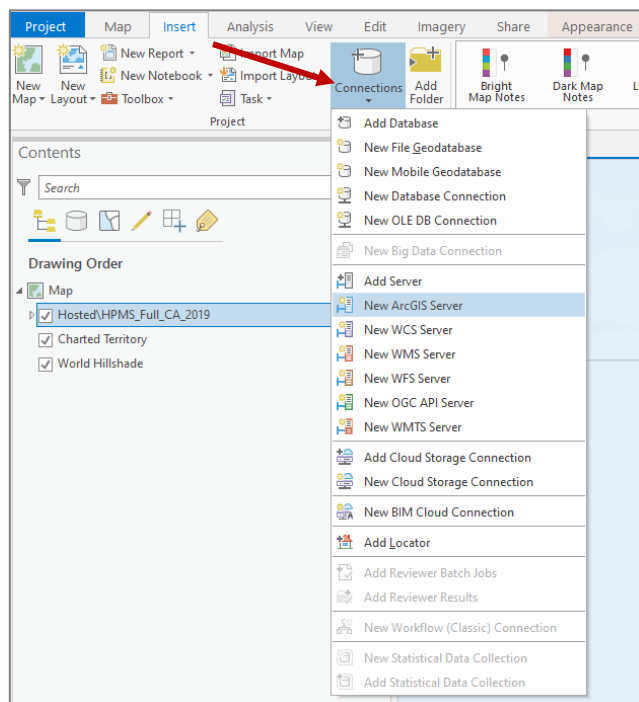 Project Map Insert Analysis View Edit Imagery Share Appearance
New Map
New Layout
New Report
New Notebook
Toolbox
Import Map
Import Layout
Task
Connections
Add Folder
Bright Map Notes
Dark Map Notes
Project
Contents
Search
Drawing Order
Map
Hosted\HPMS_Full_CA_2019
Charted Territory
World Hillshade
Add Database
New File Geodatabase
New Mobile Geodatabase
New Database Connection
New OLE DB Connection
New Big Data Connection
Add Server
New ArcGIS Server
New WCS Server
New WMS Server
New WFS Server
New OGC API Server
New WMTS Server
Add Cloud Storage Connection
New Cloud Storage Connection
New BIM Cloud Connection
Add Locator
Add Reviewer Batch Jobs
Add Reviewer Results
New Workflow (Classic) Connection
New Statistical Data Collection
Add Statistical Data Collection